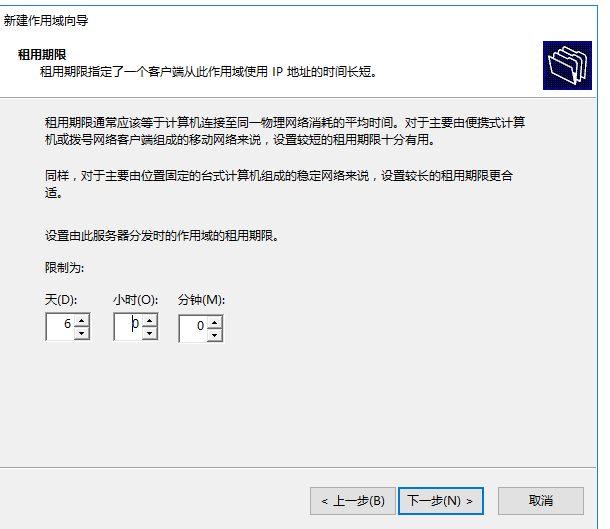 新建作用域向导
租用期限
租用期限指定了一个客户端从此作用域使用 IP 地址的时间长短。
租用期限通常应该等于计算机连接至同一物理网络消耗的平均时间。对于主要由便携式计算
机或拨号网络客户端组成的移动网络来说，设置较短的租用期限十分有用。
同样，对于主要由位置固定的台式计算机组成的稳定网络来说，设置较长的租用期限更合
适。
设置由此服务器分发时的作用域的租用期限。
限制为:
天(D): 小时(O): 分钟(M):
6 0 0
< 上一步(B) 下一步(N) > 取消